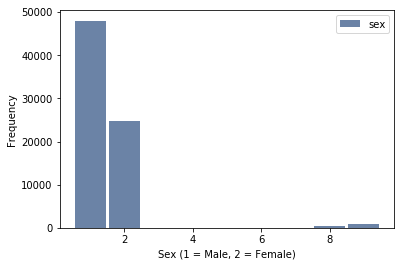 50000
40000
30000
20000
10000
0
Frequency
sex
2 4 6 8
Sex (1 = Male, 2 = Female)